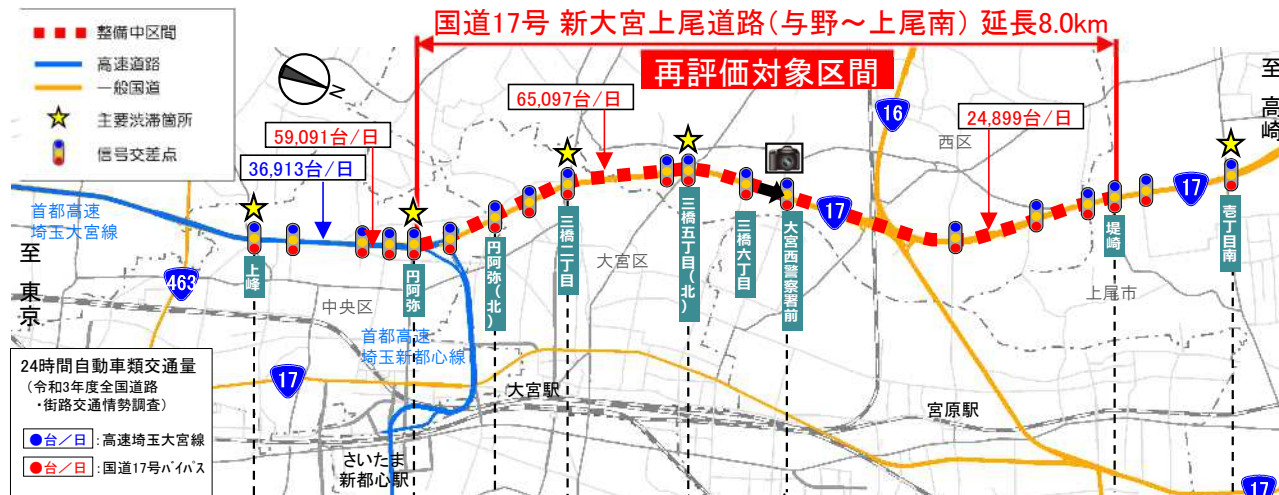 国道17号 新大宮上尾道路(与野～上尾南) 延長8.0km
再評価対象区間
整備中区間
高速道路
一般国道
主要渋滞箇所
信号交差点
N
59,091台/日
36,913台/日
65,097台/日
24,899台/日
16
西区
至 高崎
17
17
首都高速
埼玉大宮線
至 東京
463
上峰
円阿弥
円阿弥(北)
三橋二丁目
三橋五丁目(北)
三橋六丁目
大宮西警察署前
堤崎
壱丁目南
中央区
大宮区
上尾市
首都高速
埼玉新都心線
17
大宮駅
宮原駅
さいたま
新都心駅
17
24時間自動車類交通量
(令和3年度全国道路
・街路交通情勢調査)
●台／日:高速埼玉大宮線
●台／日:国道17号ﾊﾞｲﾊﾟｽ